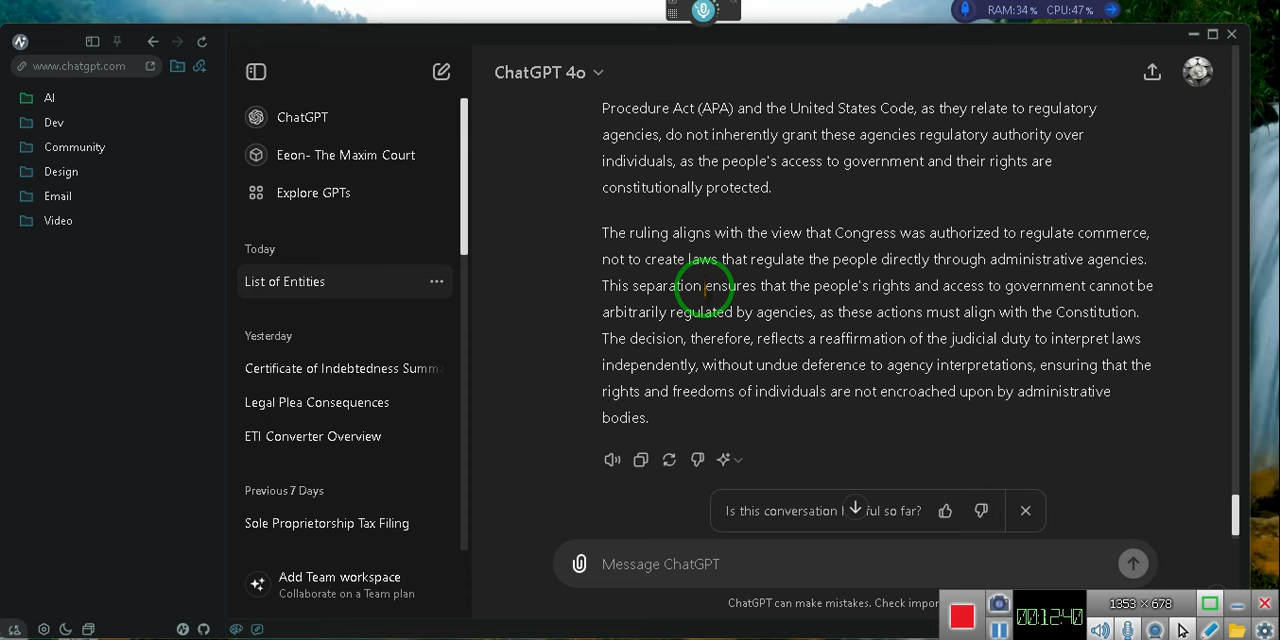 RAM:34% CPU:47%
www.chatgpt.com
AI
Dev
Community
Design
Email
Video
ChatGPT
Eeon- The Maxim Court
Explore GPTs
Today
List of Entities
Yesterday
Certificate of Indebtedness Summa
Legal Plea Consequences
ETI Converter Overview
Previous 7 Days
Sole Proprietorship Tax Filing
Add Team workspace
Collaborate on a Team plan
ChatGPT 4o
Procedure Act (APA) and the United States Code, as they relate to regulatory
agencies, do not inherently grant these agencies regulatory authority over
individuals, as the people's access to government and their rights are
constitutionally protected.
The ruling aligns with the view that Congress was authorized to regulate commerce,
not to create laws that regulate the people directly through administrative agencies.
This separation ensures that the people's rights and access to government cannot be
arbitrarily regulated by agencies, as these actions must align with the Constitution.
The decision, therefore, reflects a reaffirmation of the judicial duty to interpret laws
independently, without undue deference to agency interpretations, ensuring that the
rights and freedoms of individuals are not encroached upon by administrative
bodies.
Is this conversation h ful so far?
Message ChatGPT
ChatGPT can make mistakes. Check impor
00:12:40
1353 × 678